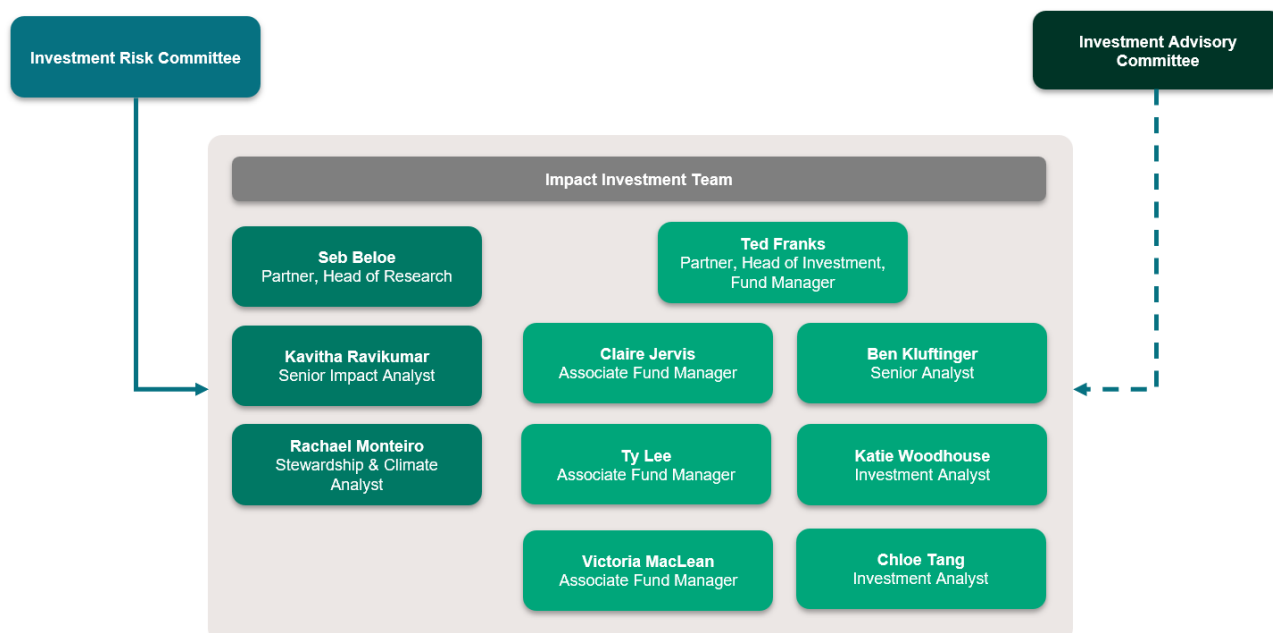 Investment Risk Committee
Investment Advisory
Committee
Impact Investment Team
Seb Beloe
Partner, Head of Research
Ted Franks
Partner, Head of Investment,
Fund Manager
Kavitha Ravikumar
Senior Impact Analyst
Claire Jervis
Associate Fund Manager
Ben Kluftinger
Senior Analyst
Rachael Monteiro
Stewardship & Climate
Analyst
Ty Lee
Associate Fund Manager
Katie Woodhouse
Investment Analyst
Victoria MacLean
Associate Fund Manager
Chloe Tang
Investment Analyst